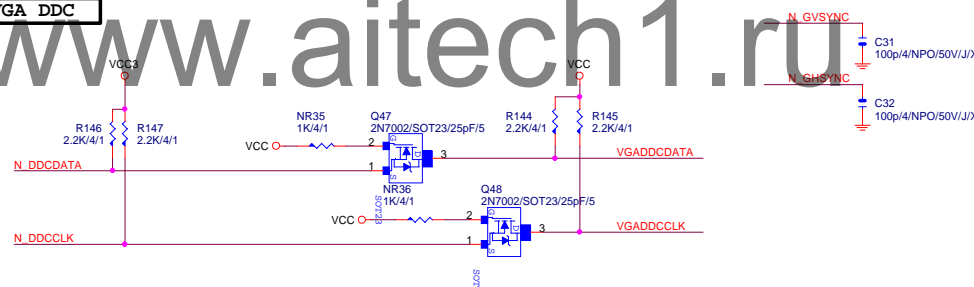 VGA DDC
www.aitech1.ru
VCC3
VCC
N_GVSYNC
C31
100p/4/NPO/50V/J/X
N_GHSYNC
C32
100p/4/NPO/50V/J/X
R146
2.2K/4/1
R147
2.2K/4/1
NR35
1K/4/1
Q47
2N7002/SOT23/25pF/5
R144
2.2K/4/1
R145
2.2K/4/1
VCC
2
G
D
S
1
3
N_DDCDATA
VGADDCDATA
SOT23
NR36
1K/4/1
Q48
2N7002/SOT23/25pF/5
VCC
2
G
D
S
1
3
N_DDCCLK
VGADDCCLK
SOT